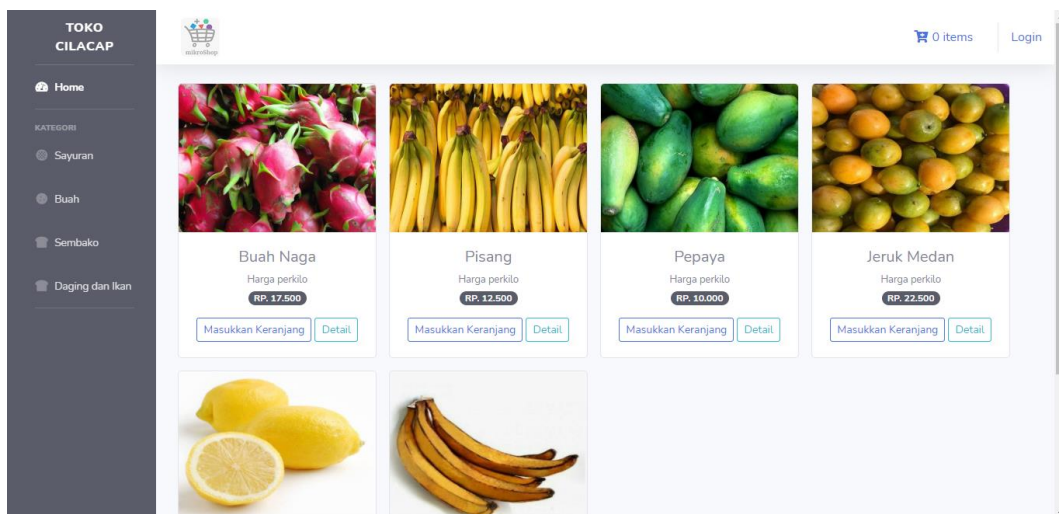 TOKO
CILACAP
mikroShop
0 items
Login
Home
KATEGORI
Sayuran
Buah
Sembako
Daging dan Ikan
Buah Naga
Harga perkilo
RP. 17.500
Masukkan Keranjang
Detail
Pisang
Harga perkilo
RP. 12.500
Masukkan Keranjang
Detail
Pepaya
Harga perkilo
RP. 10.000
Masukkan Keranjang
Detail
Jeruk Medan
Harga perkilo
RP. 22.500
Masukkan Keranjang
Detail